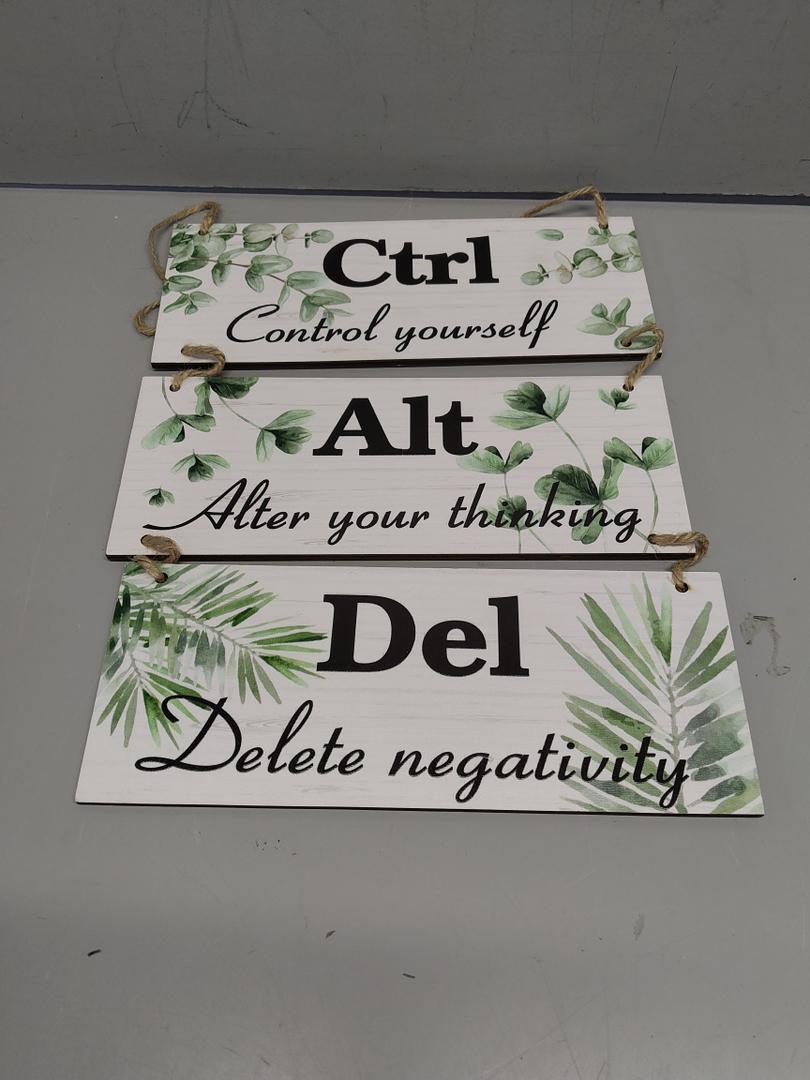 Ctrl
Control yourself
Alt
Alter your thinking
Del
Delete negativity